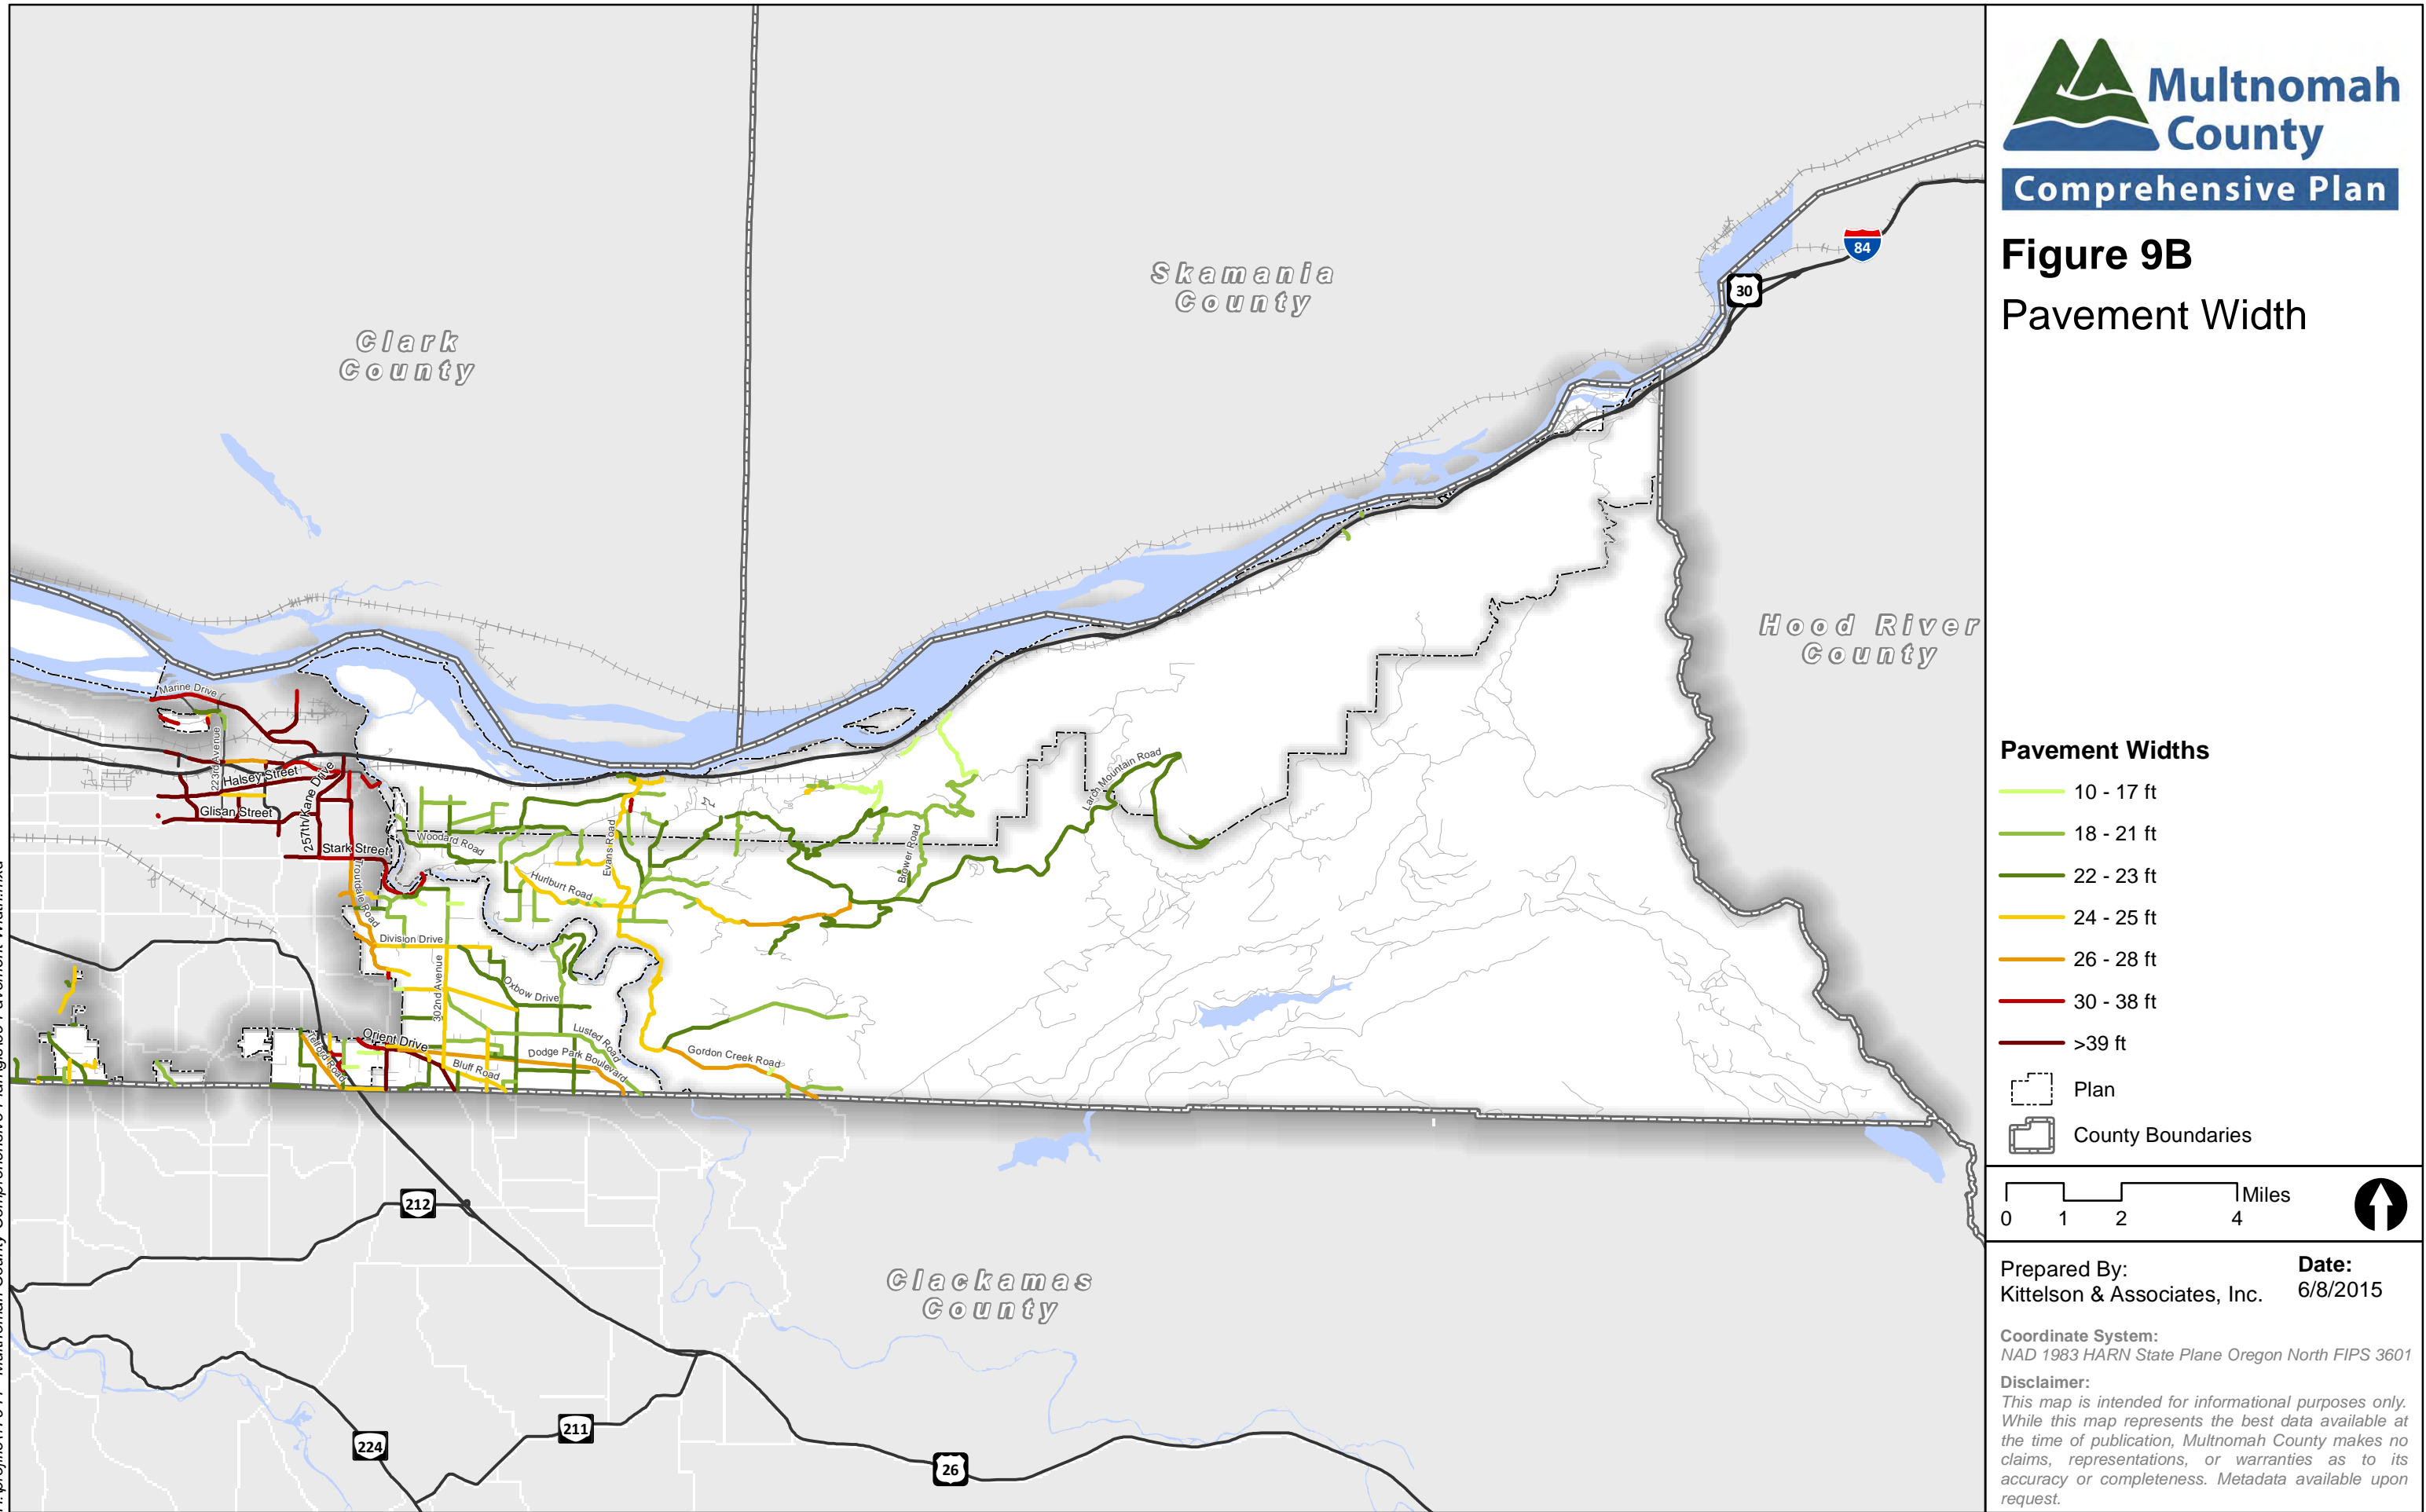 Multnomah
County
Comprehensive Plan
Figure 9B
Pavement Width
Pavement Widths
10 - 17 ft
18 - 21 ft
22 - 23 ft
24 - 25 ft
26 - 28 ft
30 - 38 ft
>39 ft
Plan
County Boundaries
Miles
0 1 2 4
Prepared By:
Kittelson & Associates, Inc.
Date:
6/8/2015
Coordinate System:
NAD 1983 HARN State Plane Oregon North FIPS 3601
Disclaimer:
This map is intended for informational purposes only.
While this map represents the best data available at
the time of publication, Multnomah County makes no
claims, representations, or warranties as to its
accuracy or completeness. Metadata available upon
request.
Clark
County
Skamania
County
Hood River
County
Clackamas
County
84
30
212
224
211
26
Marine Drive
223rd Avenue
Halsey Street
Glisan Street
257th/Kane Drive
Stark Street
Troutdale Road
Woodard Road
Evans Road
Hurlburt Road
Brower Road
Larch Mountain Road
Division Drive
302nd Avenue
Oxbow Drive
Orient Drive
Telford Road
Bluff Road
Lusted Road
Dodge Park Boulevard
Gordon Creek Road